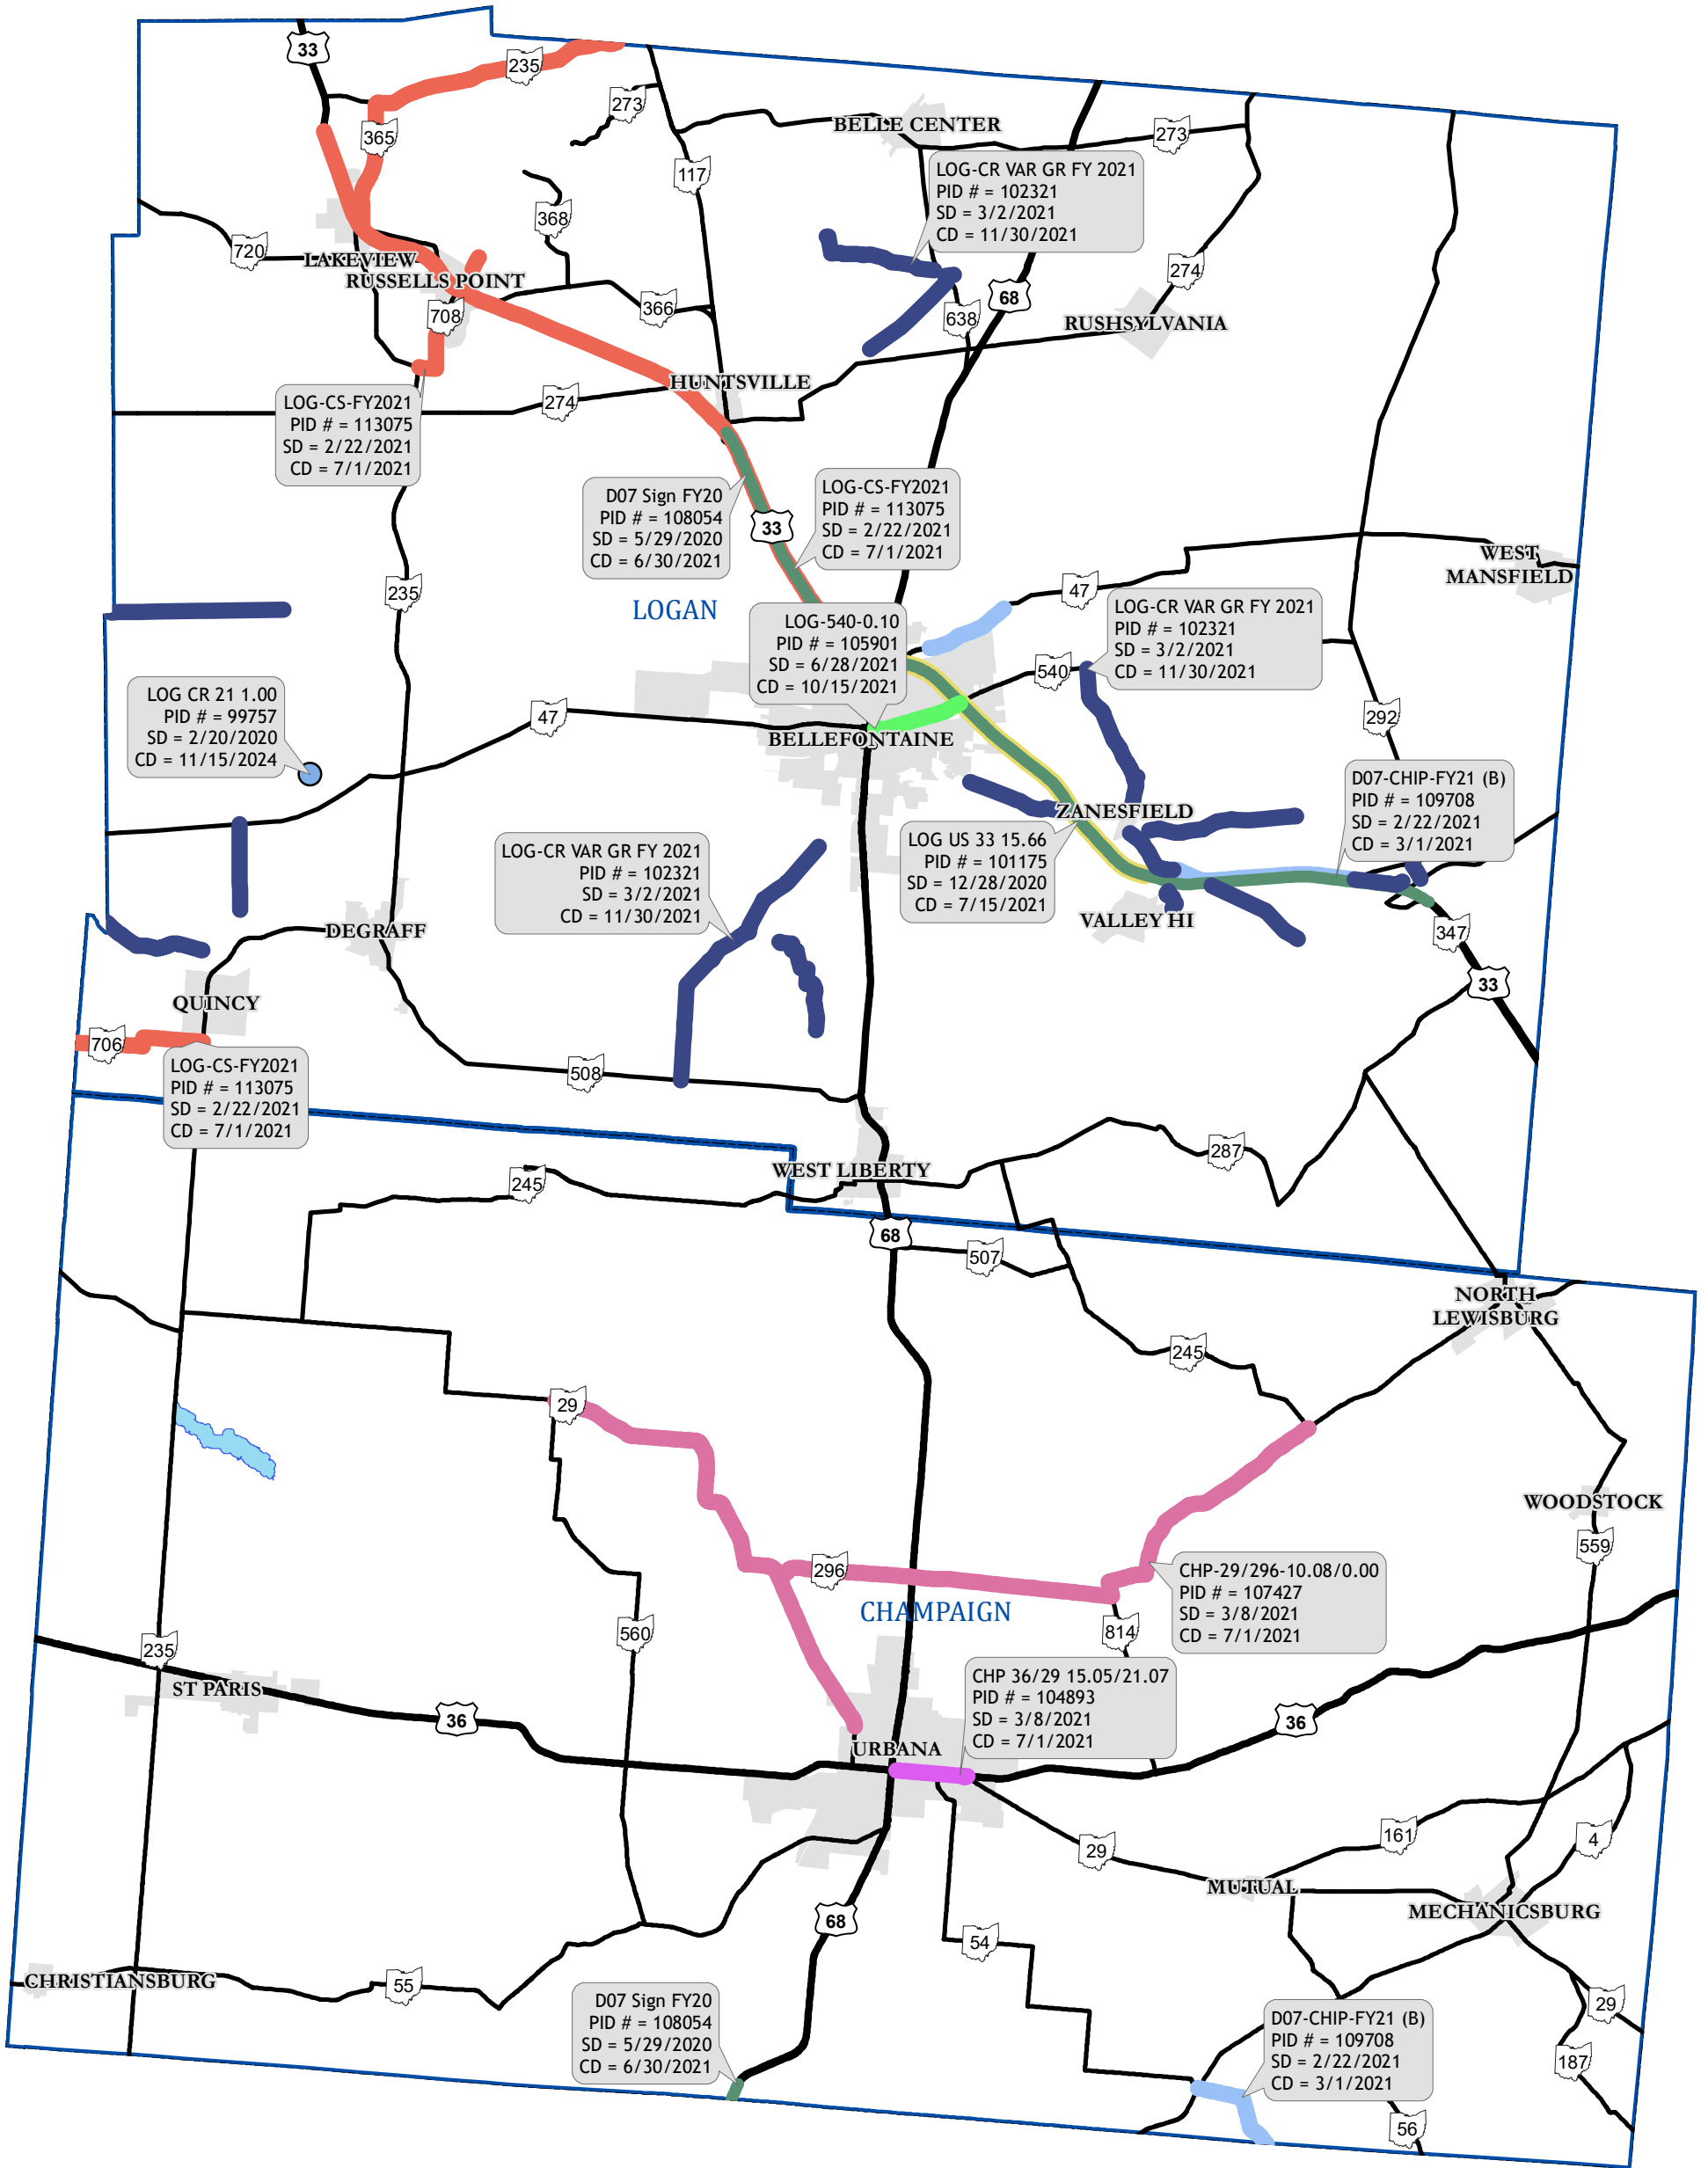 33
235
273
365
BELLE CENTER
273
117
LOG-CR VAR GR FY 2021
PID # = 102321
SD = 3/2/2021
CD = 11/30/2021
368
720
LAKEVIEW
RUSSELLS POINT
274
68
708
366
638
RUSHSYLVANIA
HUNTSVILLE
LOG-CS-FY2021
PID # = 113075
SD = 2/22/2021
CD = 7/1/2021
274
D07 Sign FY20
PID # = 108054
SD = 5/29/2020
CD = 6/30/2021
LOG-CS-FY2021
PID # = 113075
SD = 2/22/2021
CD = 7/1/2021
33
WEST
MANSFIELD
235
47
LOGAN
LOG-540-0.10
PID # = 105901
SD = 6/28/2021
CD = 10/15/2021
LOG-CR VAR GR FY 2021
PID # = 102321
SD = 3/2/2021
CD = 11/30/2021
540
LOG CR 21 1.00
PID # = 99757
SD = 2/20/2020
CD = 11/15/2024
47
292
BELLEFONTAINE
D07-CHIP-FY21 (B)
PID # = 109708
SD = 2/22/2021
CD = 3/1/2021
ZANESFIELD
LOG US 33 15.66
PID # = 101175
SD = 12/28/2020
CD = 7/15/2021
LOG-CR VAR GR FY 2021
PID # = 102321
SD = 3/2/2021
CD = 11/30/2021
VALLEY HI
DEGRAFF
347
33
QUINCY
706
LOG-CS-FY2021
PID # = 113075
SD = 2/22/2021
CD = 7/1/2021
508
287
WEST LIBERTY
245
68
507
NORTH
LEWISBURG
245
29
WOODSTOCK
559
296
CHP-29/296-10.08/0.00
PID # = 107427
SD = 3/8/2021
CD = 7/1/2021
CHAMPAIGN
560
814
235
ST PARIS
CHP 36/29 15.05/21.07
PID # = 104893
SD = 3/8/2021
CD = 7/1/2021
36
36
URBANA
161
4
29
MUTUAL
MECHANICSBURG
68
54
CHRISTIANSBURG
55
D07 Sign FY20
PID # = 108054
SD = 5/29/2020
CD = 6/30/2021
29
D07-CHIP-FY21 (B)
PID # = 109708
SD = 2/22/2021
CD = 3/1/2021
187
56